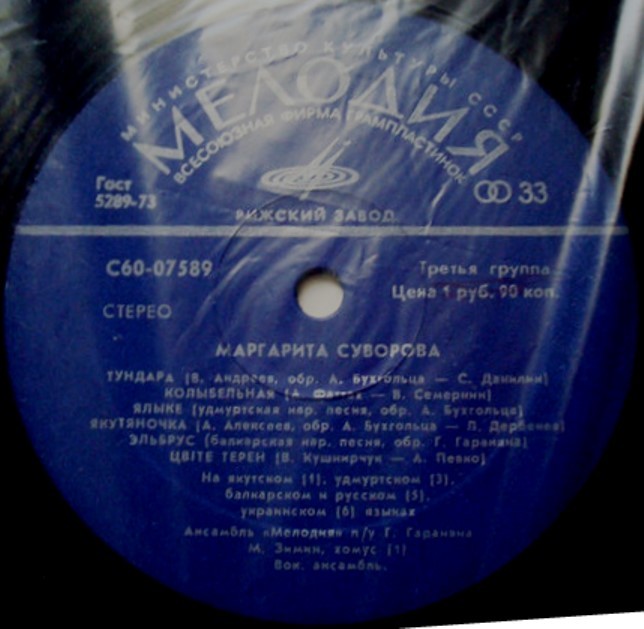 МИНИСТЕРСТВО КУЛЬТУРЫ СССР
МЕЛОДИЯ
ВСЕСОЮЗНАЯ ФИРМА ГРАМПЛАСТИНОК
Гост
5289-73
33
РИЖСКИЙ ЗАВОД
С60-07589
Третья группа
Цена 1 руб. 90 коп.
СТЕРЕО
МАРГАРИТА СУВОРОВА
ТУНДАРА (В. Андреев, обр. А. Бухгольца — С. Данилин)
КОЛЫБЕЛЬНАЯ (А. — В. Семернин)
ЯЛЫКЕ (удмуртская нар. песня, обр. А. Бухгольца)
ЯКУТЯНОЧКА (А. Алексеев, обр. А. Бухгольца — Л. Дербенев)
ЭЛЬБРУС (балкарская нар. песня, обр. Г. Гараняна)
ЦВІТЕ ТЕРЕН (В. Кушнирчук — А. Певко)
На якутском (1), удмуртском (3),
балкарском и русском (5),
украинском (6) языках
Ансамбль «Мелодия» п/у Г. Гараняна
М. Зимин, хомус (1)
Вок. ансамбль.